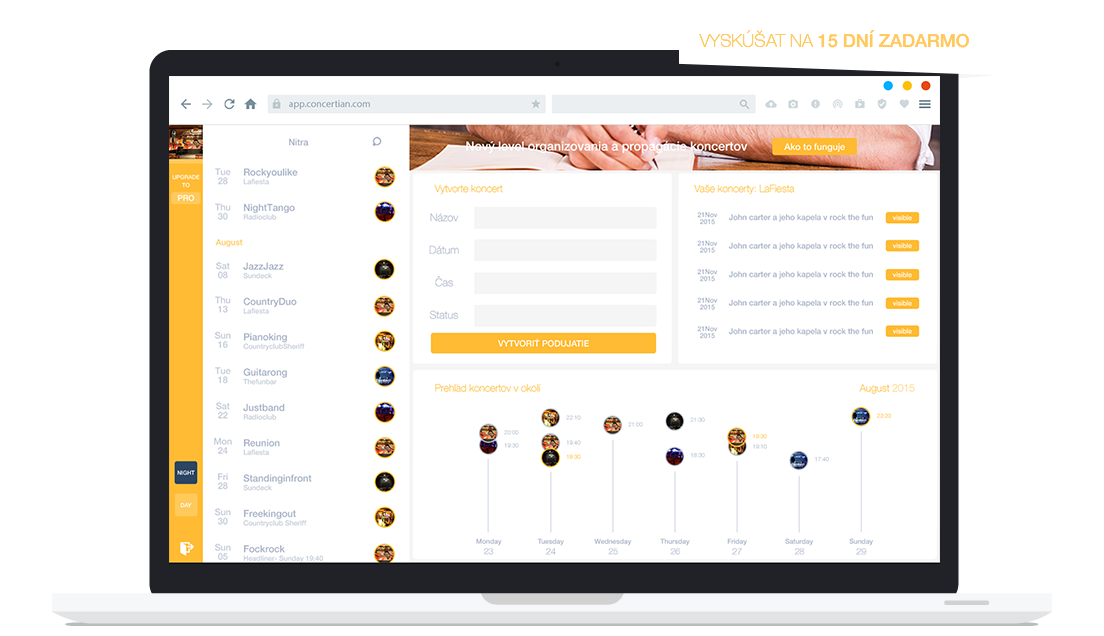 VYSKÚŠAT NA 15 DNÍ ZADARMO
app.concertian.com
UPGRADE
TO
PRO
NIGHT
DAY
Nitra
Tue
28
Rockyoulike
Lafiesta
Thu
30
NightTango
Radioclub
August
Sat
08
JazzJazz
Sundeck
Thu
13
CountryDuo
Lafiesta
Sun
16
Pianoking
CountryclubSheriff
Tue
18
Guitarong
Thefunbar
Sat
22
Justband
Radioclub
Mon
24
Reunion
Lafiesta
Fri
28
Standinginfront
Sundeck
Sun
30
Freekingout
Countryclub Sheriff
Sun
05
Fockrock
Headliner- Sunday 19:40
Nový level organizovania a propagácie koncertov
Ako to funguje
Vytvorte koncert
Názov
Dátum
Čas
Status
VYTVORIŤ PODUJATIE
Vaše koncerty: LaFiesta
21Nov
2015
John carter a jeho kapela v rock the fun
visible
21Nov
2015
John carter a jeho kapela v rock the fun
visible
21Nov
2015
John carter a jeho kapela v rock the fun
visible
21Nov
2015
John carter a jeho kapela v rock the fun
visible
21Nov
2015
John carter a jeho kapela v rock the fun
visible
Prehľad koncertov v okolí
August 2015
20:00
19:30
22:10
19:40
18:30
21:00
21:30
18:30
19:30
19:10
17:40
22:20
Monday
23
Tuesday
24
Wednesday
25
Thursday
26
Friday
27
Saturday
28
Sunday
29